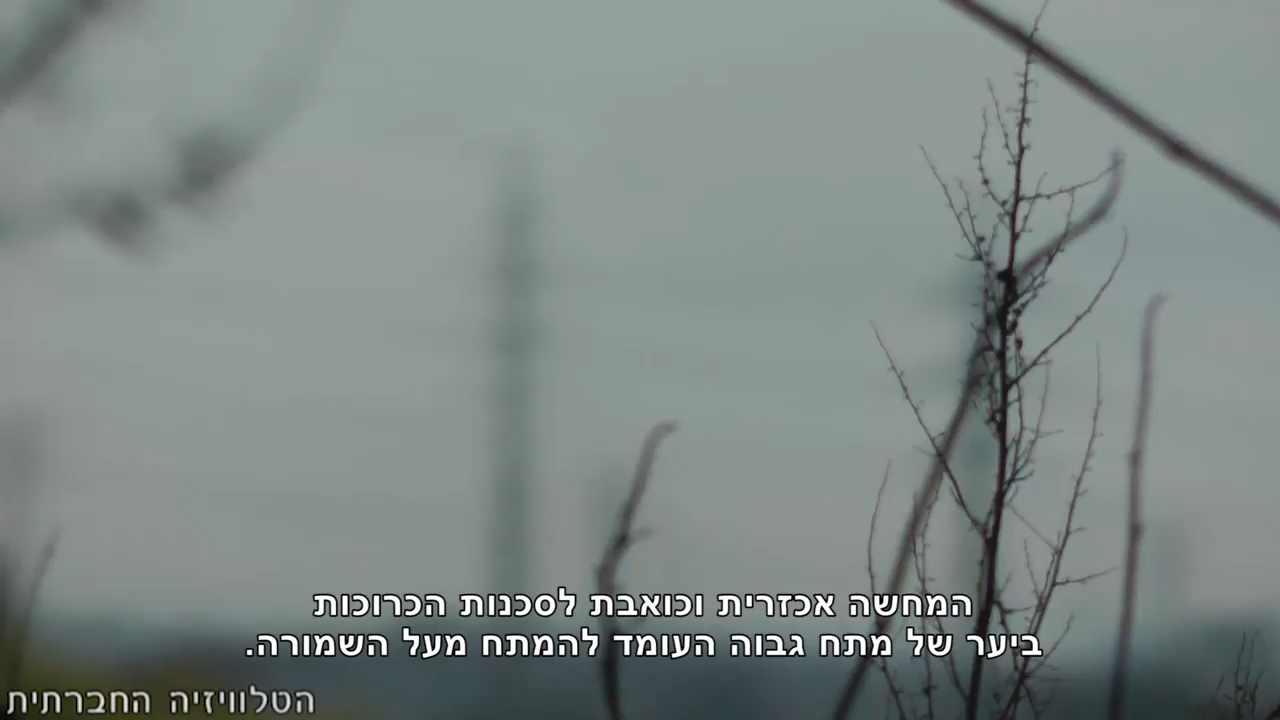 המחשה אכזרית וכואבת לסכנות הכרוכות
ביער של מתח גבוה העומד להמתח מעל השמורה.
הטלוויזיה החברתית